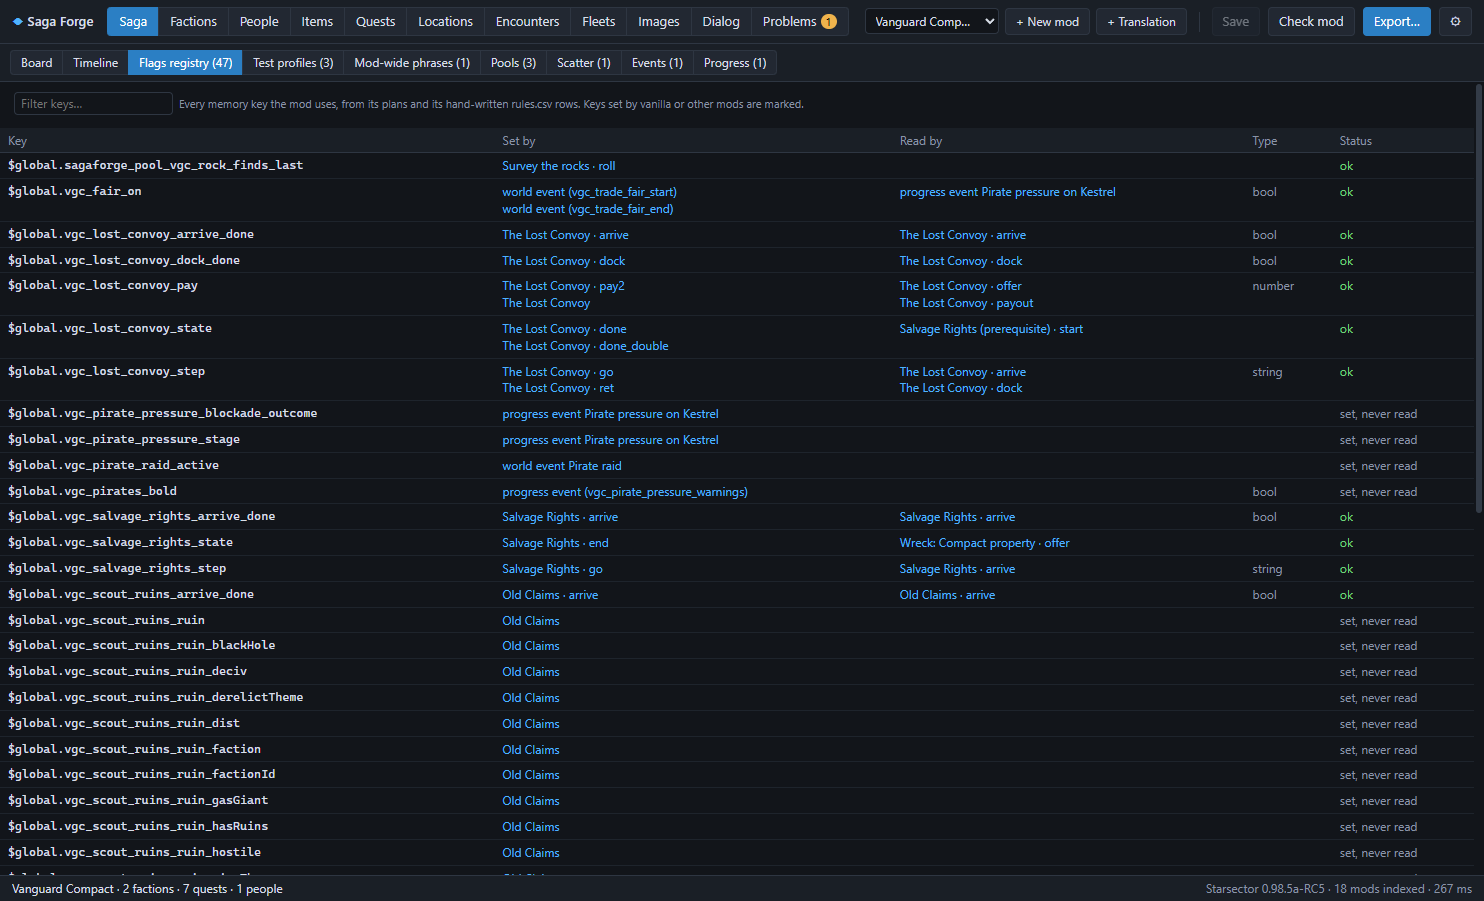 Saga Forge Saga Factions People Items Quests Locations Encounters Fleets Images Dialog Problems 1 Vanguard Comp... + New mod + Translation Save Check mod Export...
Board Timeline Flags registry (47) Test profiles (3) Mod-wide phrases (1) Pools (3) Scatter (1) Events (1) Progress (1)
Filter keys... Every memory key the mod uses, from its plans and its hand-written rules.csv rows. Keys set by vanilla or other mods are marked.
Key Set by Read by Type Status
$global.sagaforge_pool_vgc_rock_finds_last Survey the rocks · roll ok
$global.vgc_fair_on world event (vgc_trade_fair_start) progress event Pirate pressure on Kestrel bool ok
world event (vgc_trade_fair_end)
$global.vgc_lost_convoy_arrive_done The Lost Convoy · arrive The Lost Convoy · arrive bool ok
$global.vgc_lost_convoy_dock_done The Lost Convoy · dock The Lost Convoy · dock bool ok
$global.vgc_lost_convoy_pay The Lost Convoy · pay2 The Lost Convoy · offer number ok
The Lost Convoy The Lost Convoy · payout
$global.vgc_lost_convoy_state The Lost Convoy · done Salvage Rights (prerequisite) · start ok
The Lost Convoy · done_double
$global.vgc_lost_convoy_step The Lost Convoy · go The Lost Convoy · arrive string ok
The Lost Convoy · ret The Lost Convoy · dock
$global.vgc_pirate_pressure_blockade_outcome progress event Pirate pressure on Kestrel set, never read
$global.vgc_pirate_pressure_stage progress event Pirate pressure on Kestrel set, never read
$global.vgc_pirate_raid_active world event Pirate raid set, never read
$global.vgc_pirates_bold progress event (vgc_pirate_pressure_warnings) bool set, never read
$global.vgc_salvage_rights_arrive_done Salvage Rights · arrive Salvage Rights · arrive bool ok
$global.vgc_salvage_rights_state Salvage Rights · end Wreck: Compact property · offer ok
$global.vgc_salvage_rights_step Salvage Rights · go Salvage Rights · arrive string ok
$global.vgc_scout_ruins_arrive_done Old Claims · arrive Old Claims · arrive bool ok
$global.vgc_scout_ruins_ruin Old Claims set, never read
$global.vgc_scout_ruins_ruin_blackHole Old Claims set, never read
$global.vgc_scout_ruins_ruin_deciv Old Claims set, never read
$global.vgc_scout_ruins_ruin_derelictTheme Old Claims set, never read
$global.vgc_scout_ruins_ruin_dist Old Claims set, never read
$global.vgc_scout_ruins_ruin_faction Old Claims set, never read
$global.vgc_scout_ruins_ruin_factionId Old Claims set, never read
$global.vgc_scout_ruins_ruin_gasGiant Old Claims set, never read
$global.vgc_scout_ruins_ruin_hasRuins Old Claims set, never read
$global.vgc_scout_ruins_ruin_hostile Old Claims set, never read
Vanguard Compact · 2 factions · 7 quests · 1 people Starsector 0.98.5a-RC5 · 18 mods indexed · 267 ms